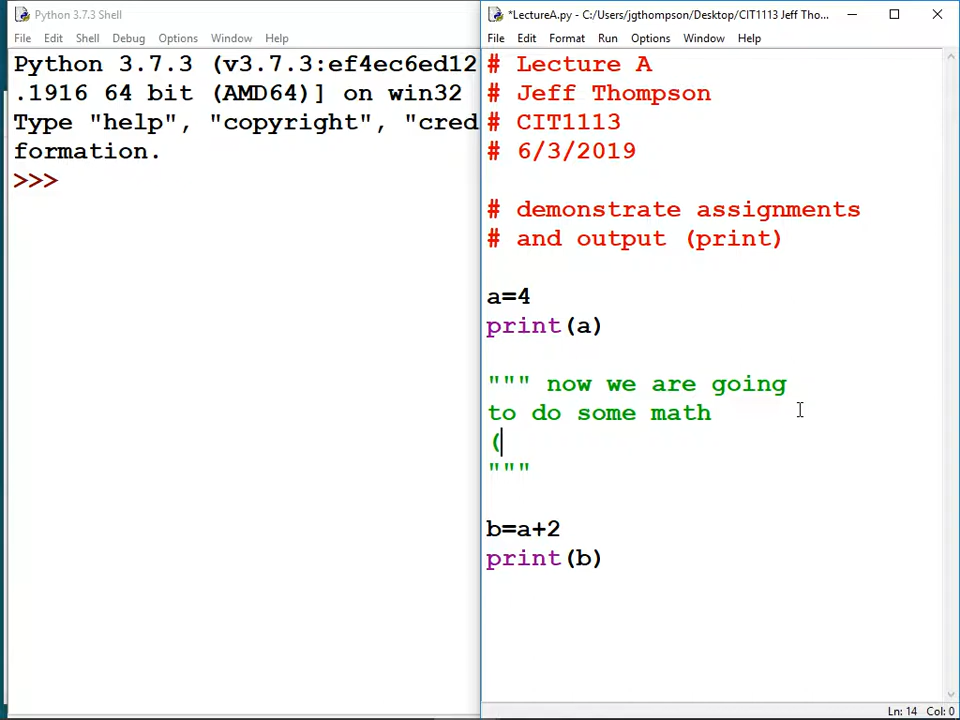 Python 3.7.3 Shell
File Edit Shell Debug Options Window Help
Python 3.7.3 (v3.7.3:ef4ec6ed12
.1916 64 bit (AMD64)] on win32
Type "help", "copyright", "cred
formation.
>>>
*LectureA.py - C:/Users/jgthompson/Desktop/CIT1113 Jeff Tho...
File Edit Format Run Options Window Help
# Lecture A
# Jeff Thompson
# CIT1113
# 6/3/2019
# demonstrate assignments
# and output (print)
a=4
print(a)
""" now we are going
to do some math
(
"""
b=a+2
print(b)
Ln: 14 Col: 0